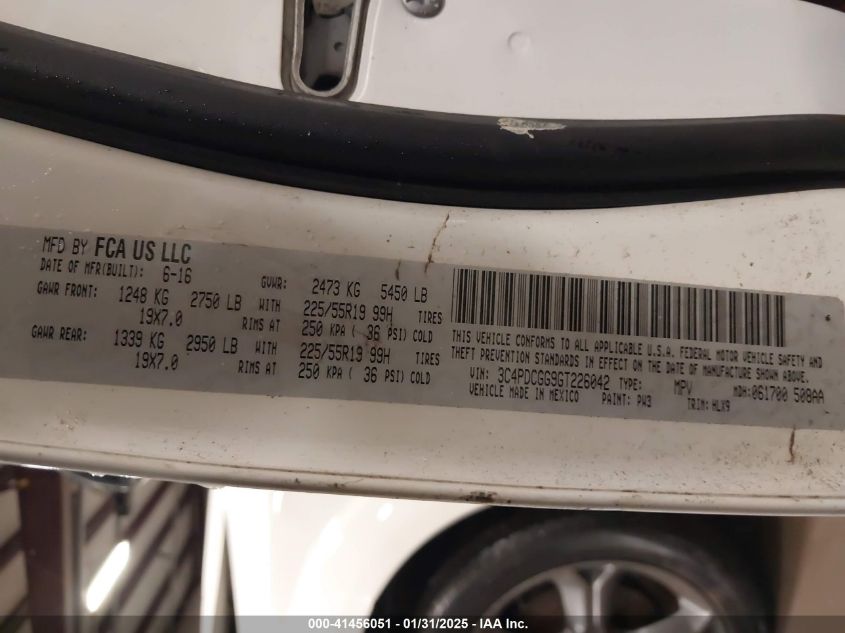 MFD BY FCA US LLC
DATE OF MFR(BUILT): 6-16 GVWR: 2473 KG 5450 LB
GAWR FRONT: 1248 KG 2750 LB WITH 225/55R19 99H TIRES
19X7.0 RIMS AT 250 KPA ( 36 PSI) COLD
GAWR REAR: 1339 KG 2950 LB WITH 225/55R19 99H TIRES
19X7.0 RIMS AT 250 KPA ( 36 PSI) COLD
THIS VEHICLE CONFORMS TO ALL APPLICABLE U.S.A. FEDERAL MOTOR VEHICLE SAFETY AND
THEFT PREVENTION STANDARDS IN EFFECT ON THE DATE OF MANUFACTURE SHOWN ABOVE.
VIN: 3C4PDCGG9GT226042 TYPE: MPV MDH: 061700 508AA
VEHICLE MADE IN MEXICO PAINT: PW3 TRIM: HLX9
000-41456051 - 01/31/2025 - IAA Inc.